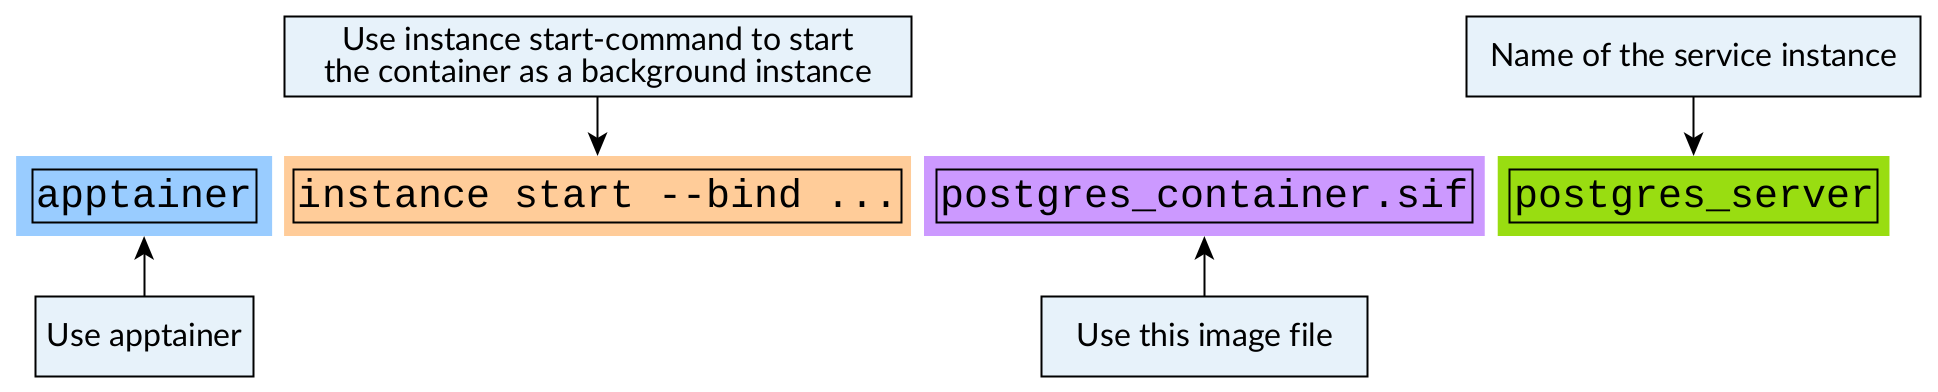 Use instance start-command to start
the container as a background instance
Name of the service instance
apptainer instance start --bind ... postgres_container.sif postgres_server
Use apptainer
Use this image file